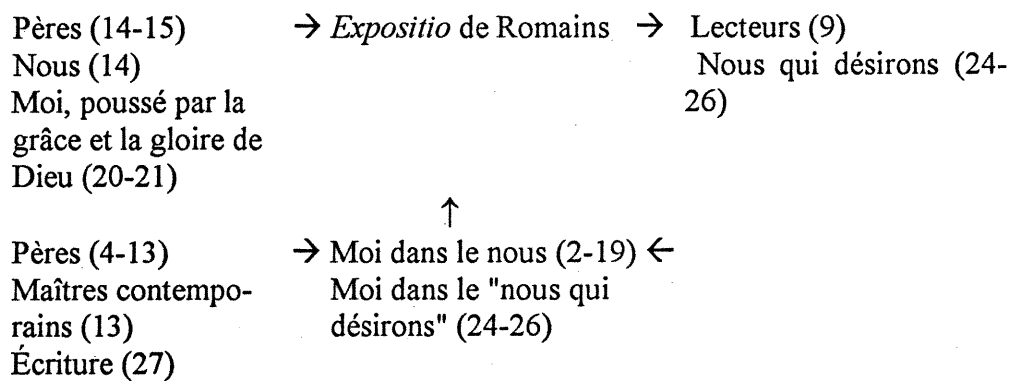 Pères (14-15) → Expositio de Romains → Lecteurs (9)
Nous (14) Nous qui désirons (24-
Moi, poussé par la 26)
grâce et la gloire de
Dieu (20-21)
↑
Pères (4-13) → Moi dans le nous (2-19) ←
Maîtres contempo- Moi dans le "nous qui
rains (13) désirons" (24-26)
Écriture (27)